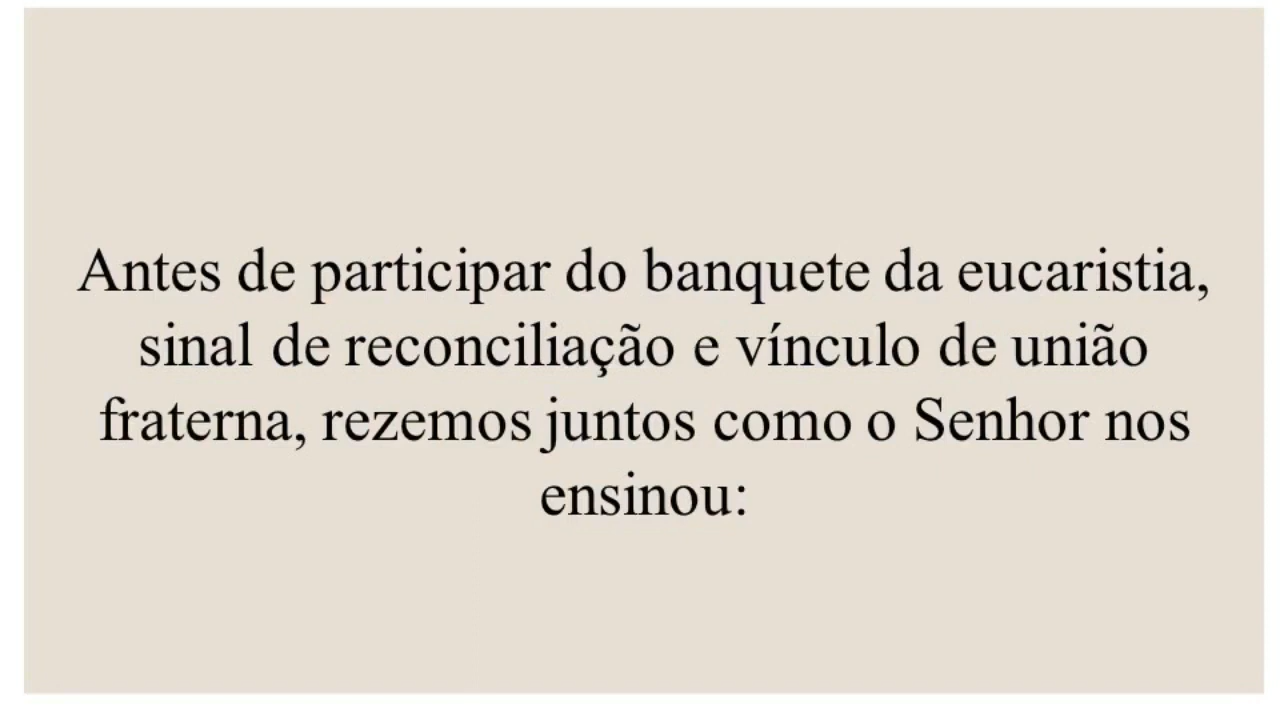 Antes de participar do banquete da eucaristia,
sinal de reconciliação e vínculo de união
fraterna, rezemos juntos como o Senhor nos
ensinou: